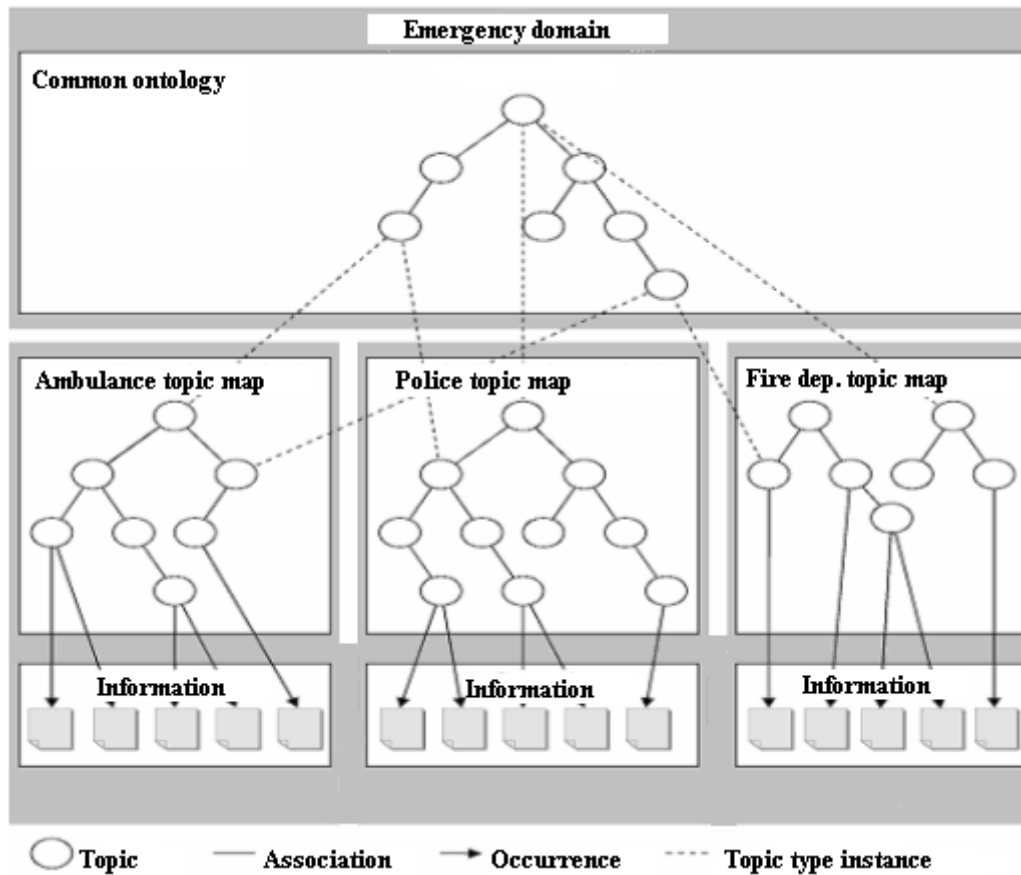 Emergency domain
Common ontology
Ambulance topic map
Police topic map
Fire dep. topic map
Information
Information
Information
Topic
Association
Occurrence
Topic type instance